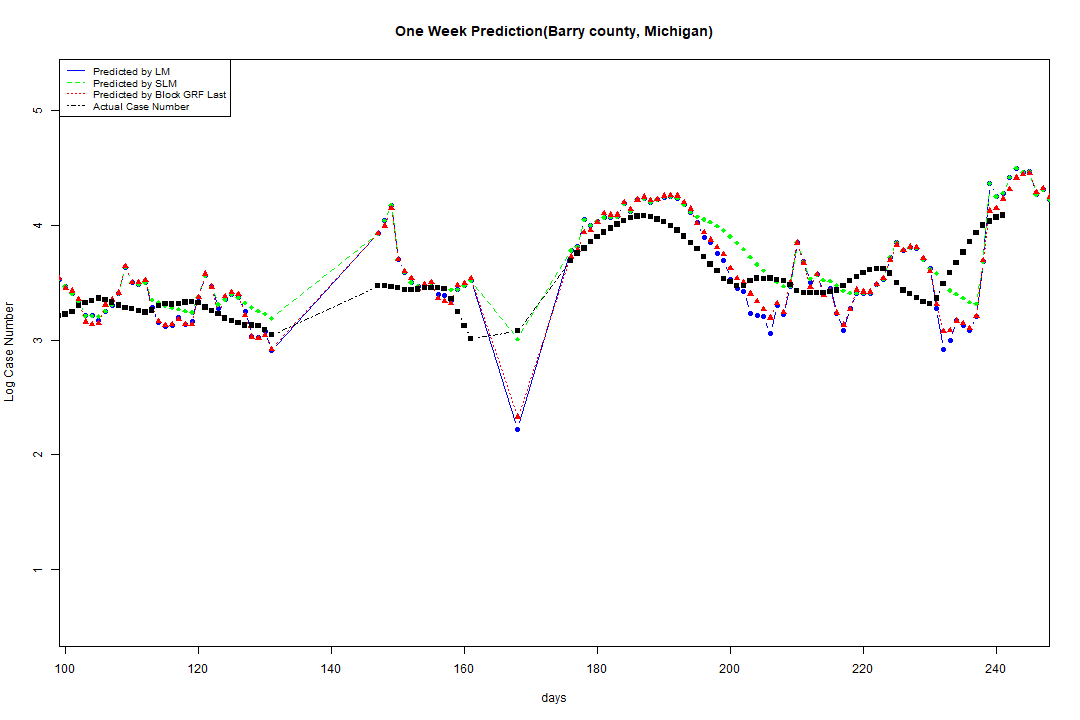 One Week Prediction(Barry county, Michigan)
Predicted by LM
Predicted by SLM
Predicted by Block GRF Last
Actual Case Number
5
4
3
2
1
Log Case Number
100 120 140 160 180 200 220 240
days